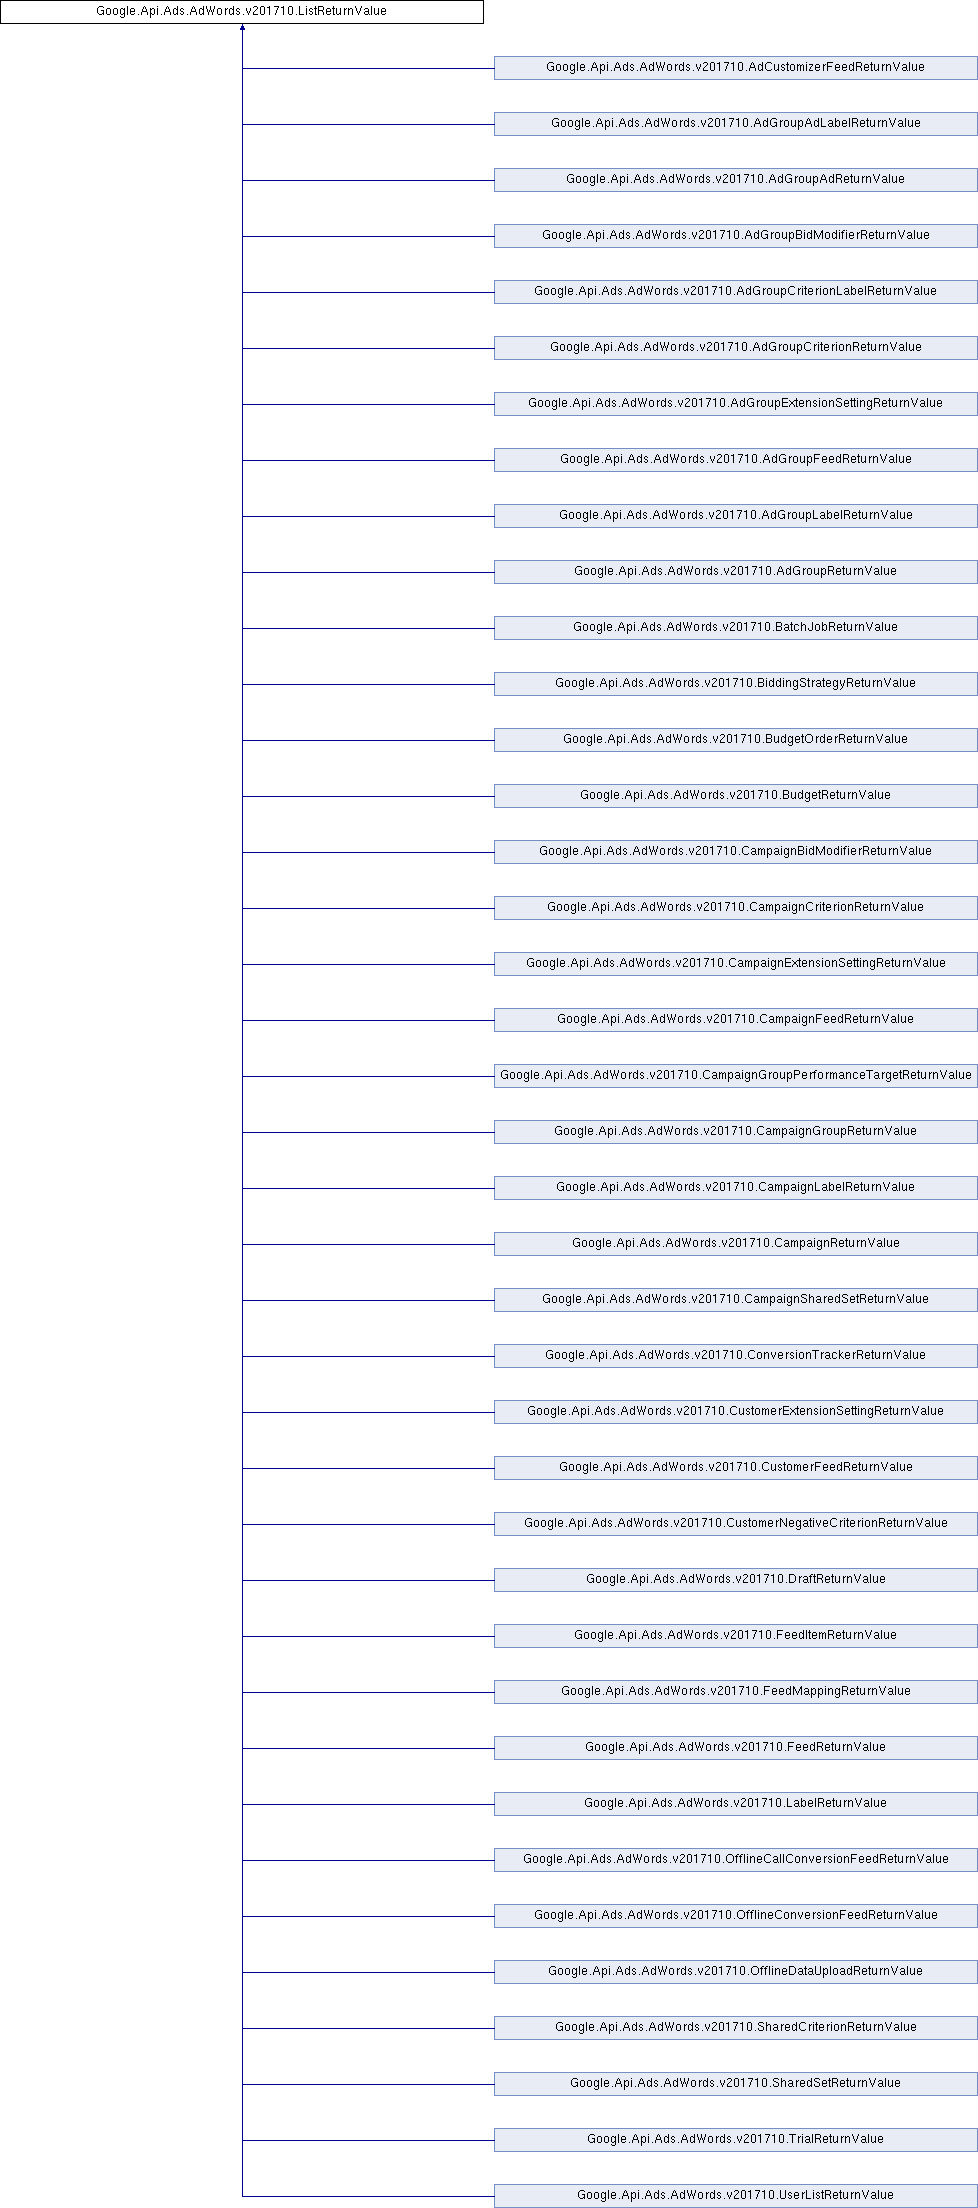 Google.Api.Ads.AdWords.v201710.ListReturnValue
Google.Api.Ads.AdWords.v201710.AdCustomizerFeedReturnValue
Google.Api.Ads.AdWords.v201710.AdGroupAdLabelReturnValue
Google.Api.Ads.AdWords.v201710.AdGroupAdReturnValue
Google.Api.Ads.AdWords.v201710.AdGroupBidModifierReturnValue
Google.Api.Ads.AdWords.v201710.AdGroupCriterionLabelReturnValue
Google.Api.Ads.AdWords.v201710.AdGroupCriterionReturnValue
Google.Api.Ads.AdWords.v201710.AdGroupExtensionSettingReturnValue
Google.Api.Ads.AdWords.v201710.AdGroupFeedReturnValue
Google.Api.Ads.AdWords.v201710.AdGroupLabelReturnValue
Google.Api.Ads.AdWords.v201710.AdGroupReturnValue
Google.Api.Ads.AdWords.v201710.BatchJobReturnValue
Google.Api.Ads.AdWords.v201710.BiddingStrategyReturnValue
Google.Api.Ads.AdWords.v201710.BudgetOrderReturnValue
Google.Api.Ads.AdWords.v201710.BudgetReturnValue
Google.Api.Ads.AdWords.v201710.CampaignBidModifierReturnValue
Google.Api.Ads.AdWords.v201710.CampaignCriterionReturnValue
Google.Api.Ads.AdWords.v201710.CampaignExtensionSettingReturnValue
Google.Api.Ads.AdWords.v201710.CampaignFeedReturnValue
Google.Api.Ads.AdWords.v201710.CampaignGroupPerformanceTargetReturnValue
Google.Api.Ads.AdWords.v201710.CampaignGroupReturnValue
Google.Api.Ads.AdWords.v201710.CampaignLabelReturnValue
Google.Api.Ads.AdWords.v201710.CampaignReturnValue
Google.Api.Ads.AdWords.v201710.CampaignSharedSetReturnValue
Google.Api.Ads.AdWords.v201710.ConversionTrackerReturnValue
Google.Api.Ads.AdWords.v201710.CustomerExtensionSettingReturnValue
Google.Api.Ads.AdWords.v201710.CustomerFeedReturnValue
Google.Api.Ads.AdWords.v201710.CustomerNegativeCriterionReturnValue
Google.Api.Ads.AdWords.v201710.DraftReturnValue
Google.Api.Ads.AdWords.v201710.FeedItemReturnValue
Google.Api.Ads.AdWords.v201710.FeedMappingReturnValue
Google.Api.Ads.AdWords.v201710.FeedReturnValue
Google.Api.Ads.AdWords.v201710.LabelReturnValue
Google.Api.Ads.AdWords.v201710.OfflineCallConversionFeedReturnValue
Google.Api.Ads.AdWords.v201710.OfflineConversionFeedReturnValue
Google.Api.Ads.AdWords.v201710.OfflineDataUploadReturnValue
Google.Api.Ads.AdWords.v201710.SharedCriterionReturnValue
Google.Api.Ads.AdWords.v201710.SharedSetReturnValue
Google.Api.Ads.AdWords.v201710.TrialReturnValue
Google.Api.Ads.AdWords.v201710.UserListReturnValue